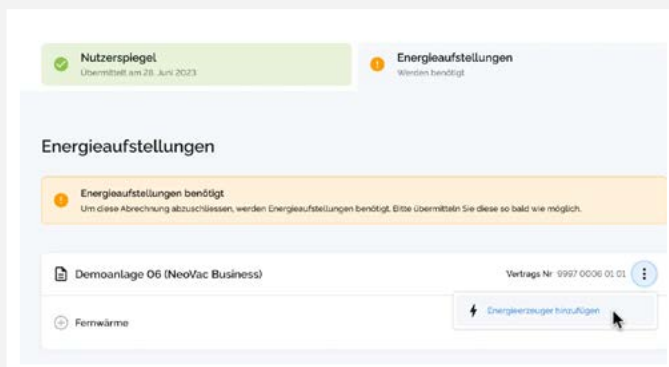 Nutzerspiegel
Übermittelt am 28. Juni 2023
Energieaufstellungen
Werden benötigt
Energieaufstellungen
Energieaufstellungen benötigt
Um diese Abrechnung abzuschliessen, werden Energieaufstellungen benötigt. Bitte übermitteln Sie diese so bald wie möglich.
Demoanlage 06 (NeoVac Business)
Vertrags Nr 9997 0006 01 01
Energieerzeuger hinzufügen
Fernwärme